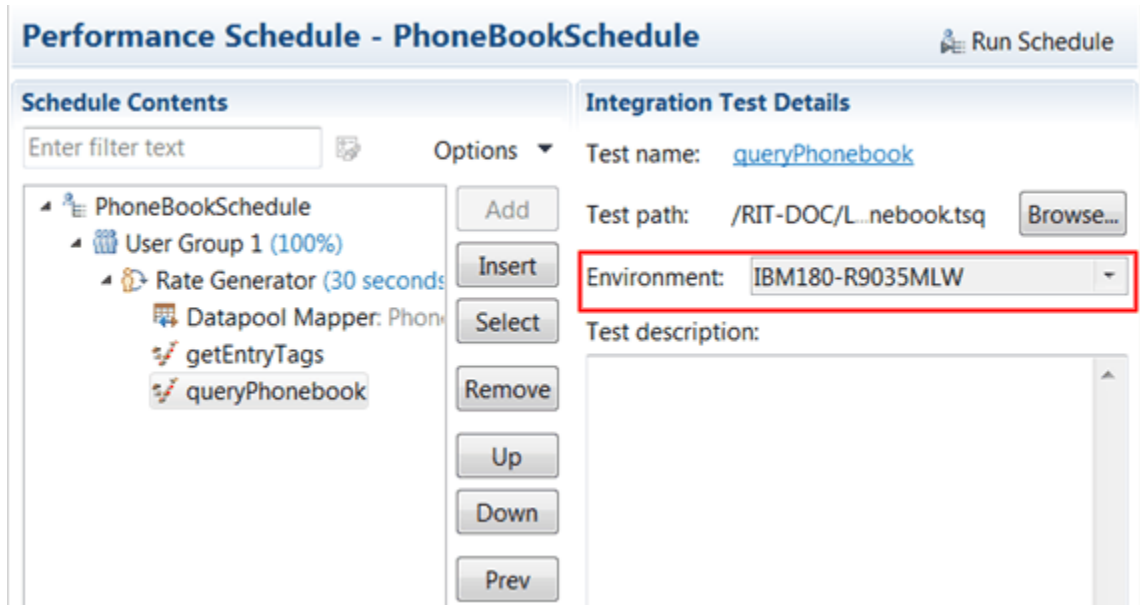 Performance Schedule - PhoneBookSchedule
Run Schedule
Schedule Contents
Enter filter text
Options
PhoneBookSchedule
User Group 1 (100%)
Rate Generator (30 seconds
Datapool Mapper: Phon
getEntryTags
queryPhonebook
Add
Insert
Select
Remove
Up
Down
Prev
Integration Test Details
Test name: queryPhonebook
Test path: /RIT-DOC/L...nebook.tsq Browse...
Environment: IBM180-R9035MLW
Test description: